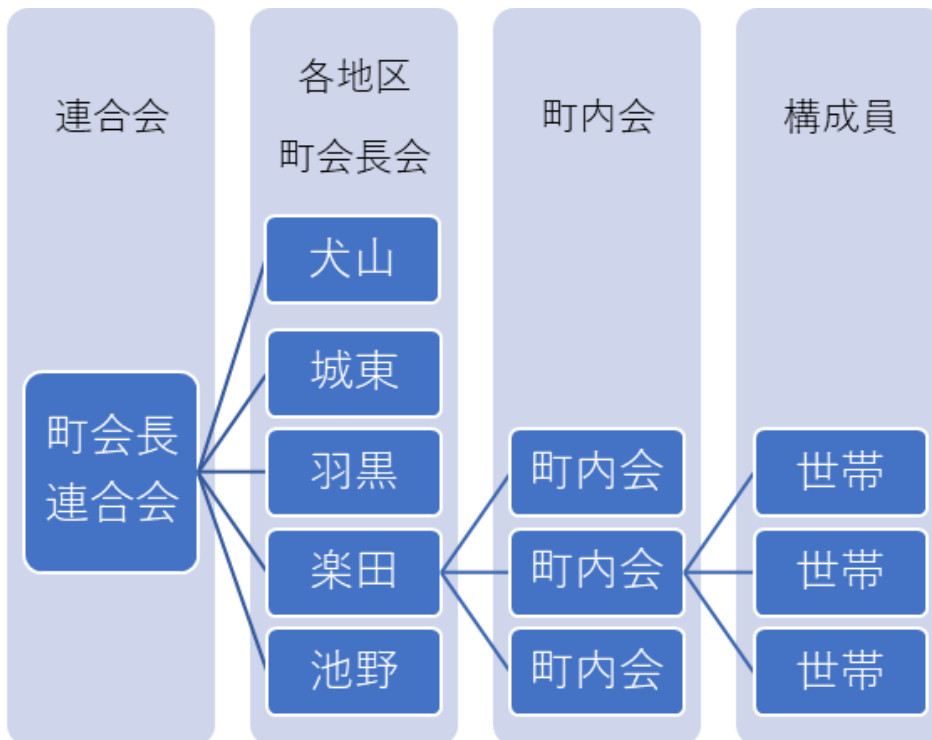 連合会
各地区
町会長会
町内会
構成員
町会長
連合会
犬山
城東
羽黒
楽田
池野
町内会
町内会
町内会
世帯
世帯
世帯